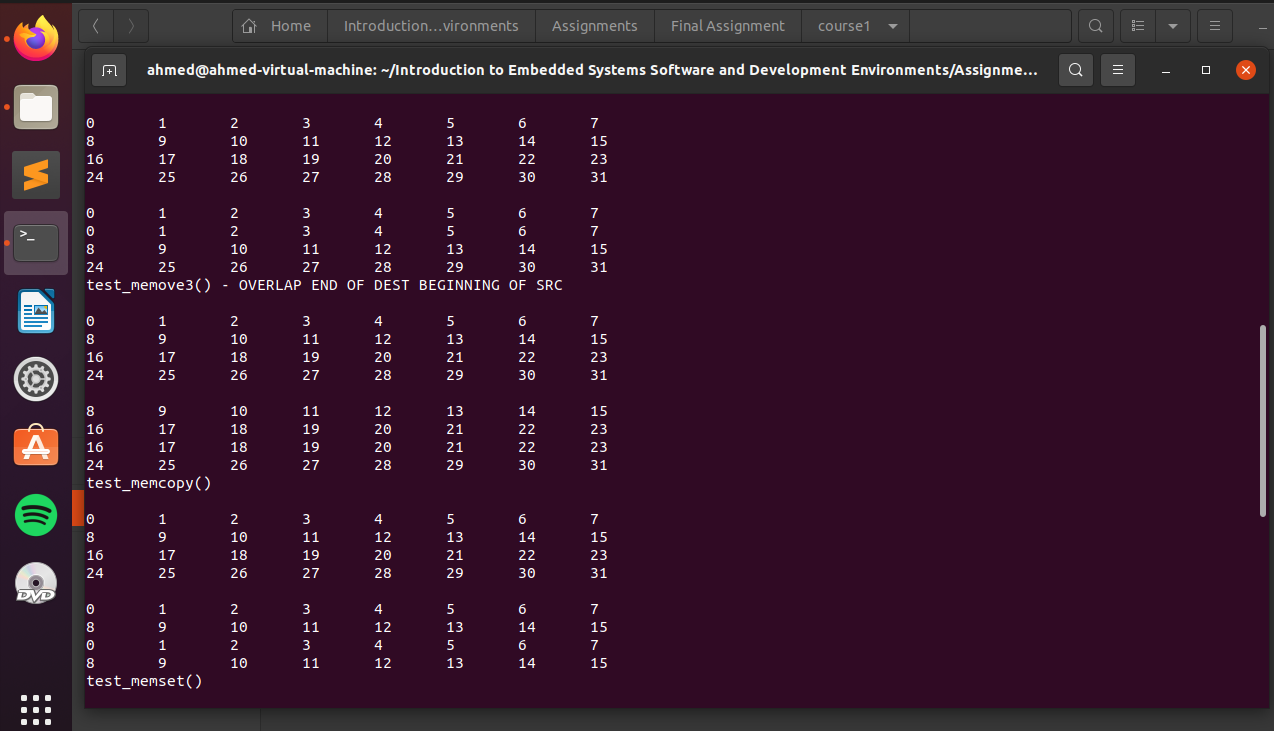 Home Introduction...vironments Assignments Final Assignment course1
ahmed@ahmed-virtual-machine: ~/Introduction to Embedded Systems Software and Development Environments/Assignme...
0 1 2 3 4 5 6 7
8 9 10 11 12 13 14 15
16 17 18 19 20 21 22 23
24 25 26 27 28 29 30 31
0 1 2 3 4 5 6 7
0 1 2 3 4 5 6 7
8 9 10 11 12 13 14 15
24 25 26 27 28 29 30 31
test_memove3() - OVERLAP END OF DEST BEGINNING OF SRC
0 1 2 3 4 5 6 7
8 9 10 11 12 13 14 15
16 17 18 19 20 21 22 23
24 25 26 27 28 29 30 31
8 9 10 11 12 13 14 15
16 17 18 19 20 21 22 23
16 17 18 19 20 21 22 23
24 25 26 27 28 29 30 31
test_memcopy()
0 1 2 3 4 5 6 7
8 9 10 11 12 13 14 15
16 17 18 19 20 21 22 23
24 25 26 27 28 29 30 31
0 1 2 3 4 5 6 7
8 9 10 11 12 13 14 15
0 1 2 3 4 5 6 7
8 9 10 11 12 13 14 15
test_memset()
>_
A
DVD